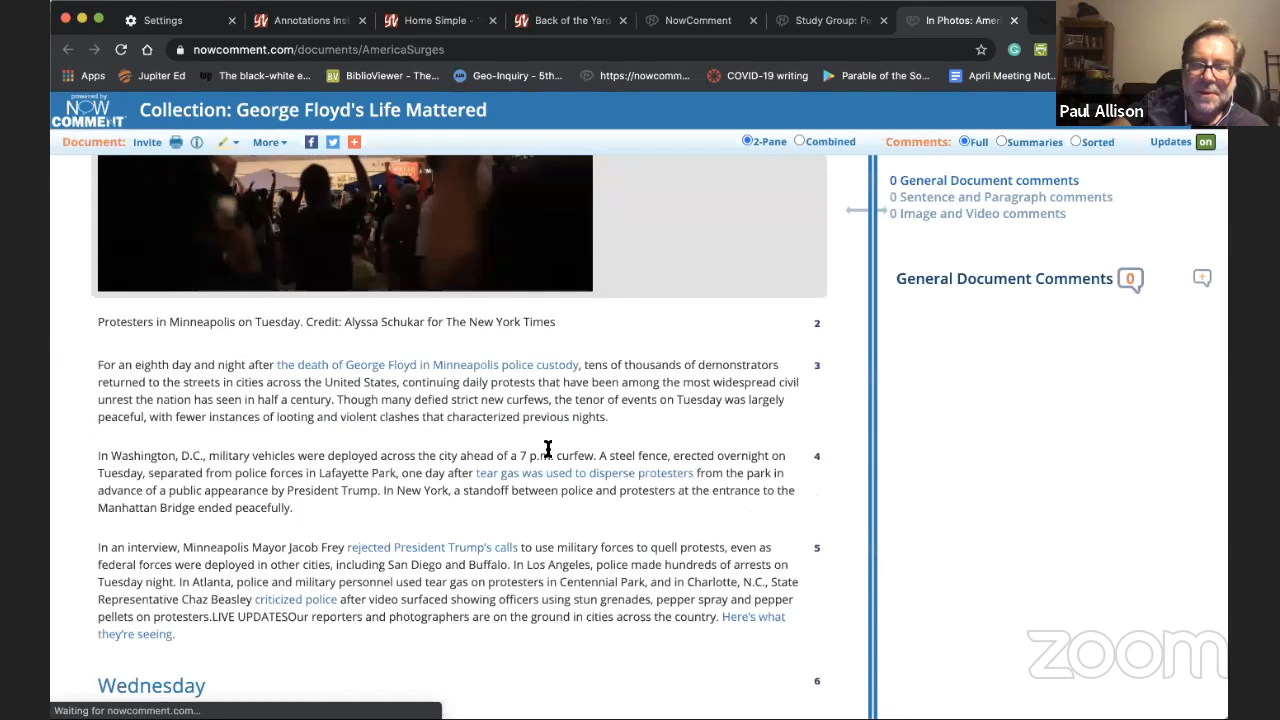 Settings
Annotations Ins
Home Simple -
Back of the Yard
NowComment
Study Group: Pe
In Photos: Amer
nowcomment.com/documents/AmericaSurges
Apps
Jupiter Ed
The black-white e...
BiblioViewer - The...
Geo-Inquiry - 5th...
https://nowcomm...
COVID-19 writing
Parable of the So...
April Meeting Not...
Paul Allison
powered by
NOW
COMMENT
Collection: George Floyd's Life Mattered
Document: Invite More
2-Pane Combined
Comments: Full Summaries Sorted Updates on
0 General Document comments
0 Sentence and Paragraph comments
0 Image and Video comments
General Document Comments 0
Protesters in Minneapolis on Tuesday. Credit: Alyssa Schukar for The New York Times 2
For an eighth day and night after the death of George Floyd in Minneapolis police custody, tens of thousands of demonstrators 3
returned to the streets in cities across the United States, continuing daily protests that have been among the most widespread civil
unrest the nation has seen in half a century. Though many defied strict new curfews, the tenor of events on Tuesday was largely
peaceful, with fewer instances of looting and violent clashes that characterized previous nights.
In Washington, D.C., military vehicles were deployed across the city ahead of a 7 p.m. curfew. A steel fence, erected overnight on 4
Tuesday, separated from police forces in Lafayette Park, one day after tear gas was used to disperse protesters from the park in
advance of a public appearance by President Trump. In New York, a standoff between police and protesters at the entrance to the
Manhattan Bridge ended peacefully.
In an interview, Minneapolis Mayor Jacob Frey rejected President Trump's calls to use military forces to quell protests, even as 5
federal forces were deployed in other cities, including San Diego and Buffalo. In Los Angeles, police made hundreds of arrests on
Tuesday night. In Atlanta, police and military personnel used tear gas on protesters in Centennial Park, and in Charlotte, N.C., State
Representative Chaz Beasley criticized police after video surfaced showing officers using stun grenades, pepper spray and pepper
pellets on protesters.LIVE UPDATESOur reporters and photographers are on the ground in cities across the country. Here's what
they're seeing.
Wednesday 6
Waiting for nowcomment.com...
zoom